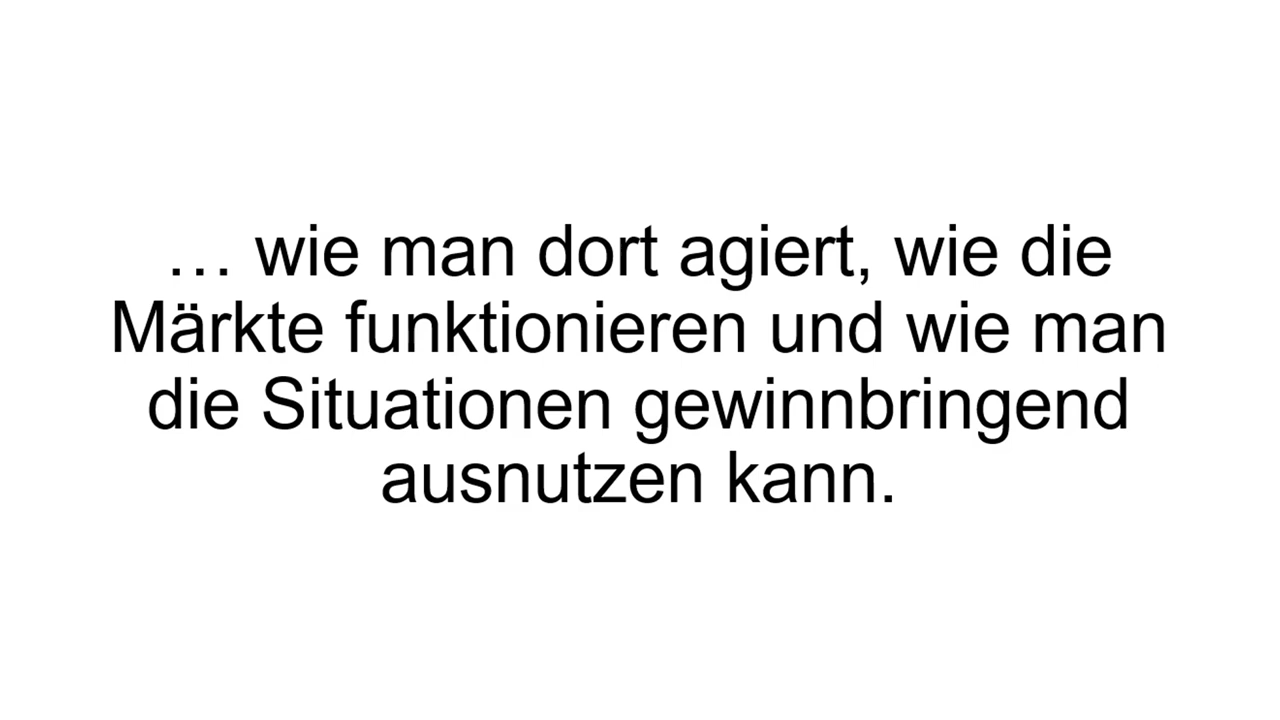 … wie man dort agiert, wie die
Märkte funktionieren und wie man
die Situationen gewinnbringend
ausnutzen kann.